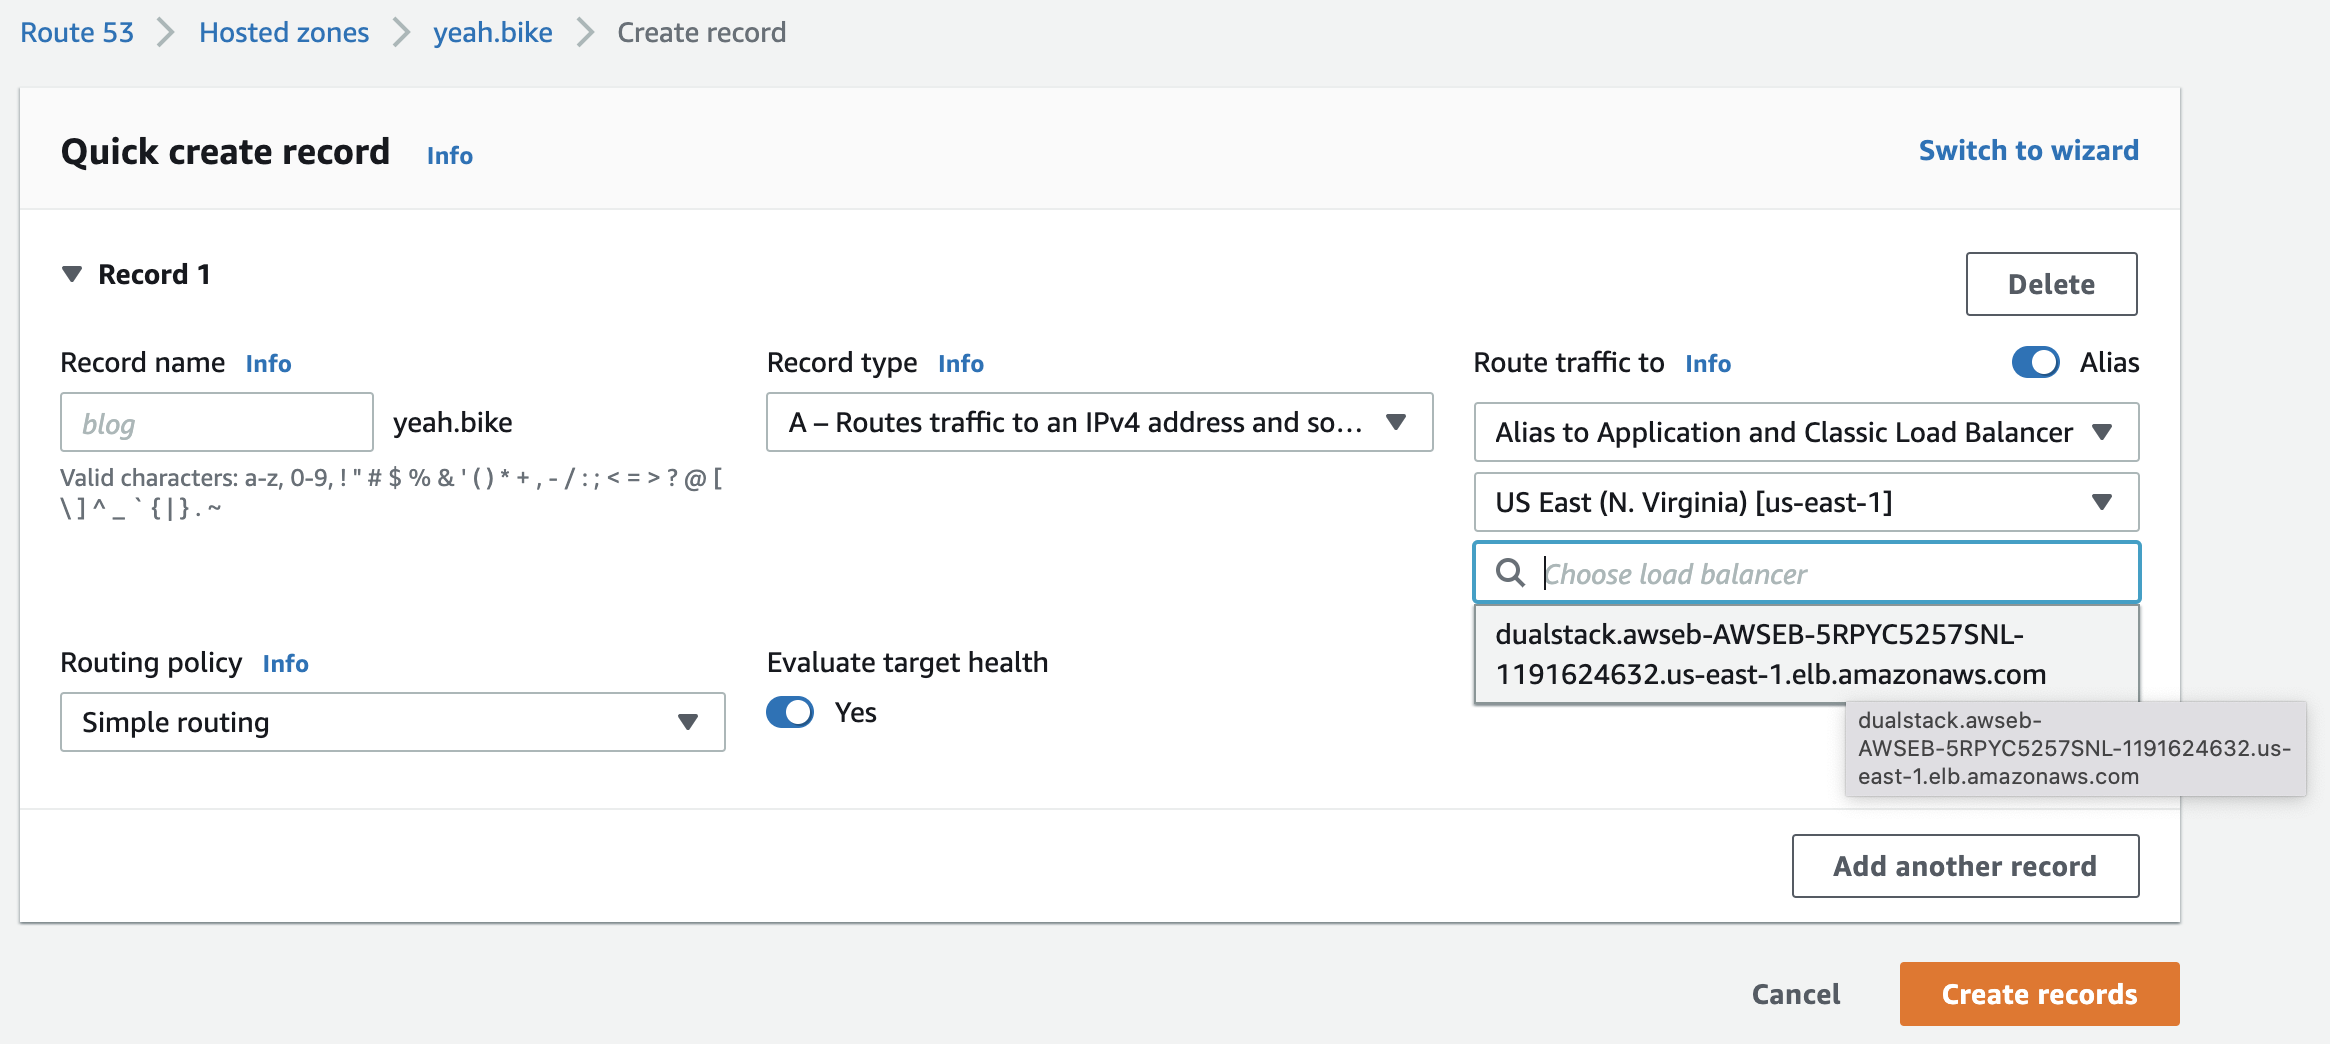 Route 53 Hosted zones yeah.bike Create record
Quick create record Info Switch to wizard
Record 1 Delete
Record name Info
blog yeah.bike
Valid characters: a-z, 0-9, ! " # $ % & ' ( ) * + , - / : ; < = > ? @ [
\ ] ^ _ ` { | } . ~
Record type Info
A – Routes traffic to an IPv4 address and so...
Route traffic to Info Alias
Alias to Application and Classic Load Balancer
US East (N. Virginia) [us-east-1]
Choose load balancer
dualstack.awseb-AWSEB-5RPYC5257SNL-
1191624632.us-east-1.elb.amazonaws.com
dualstack.awseb-
AWSEB-5RPYC5257SNL-1191624632.us-
east-1.elb.amazonaws.com
Routing policy Info
Simple routing
Evaluate target health
Yes
Add another record
Cancel Create records